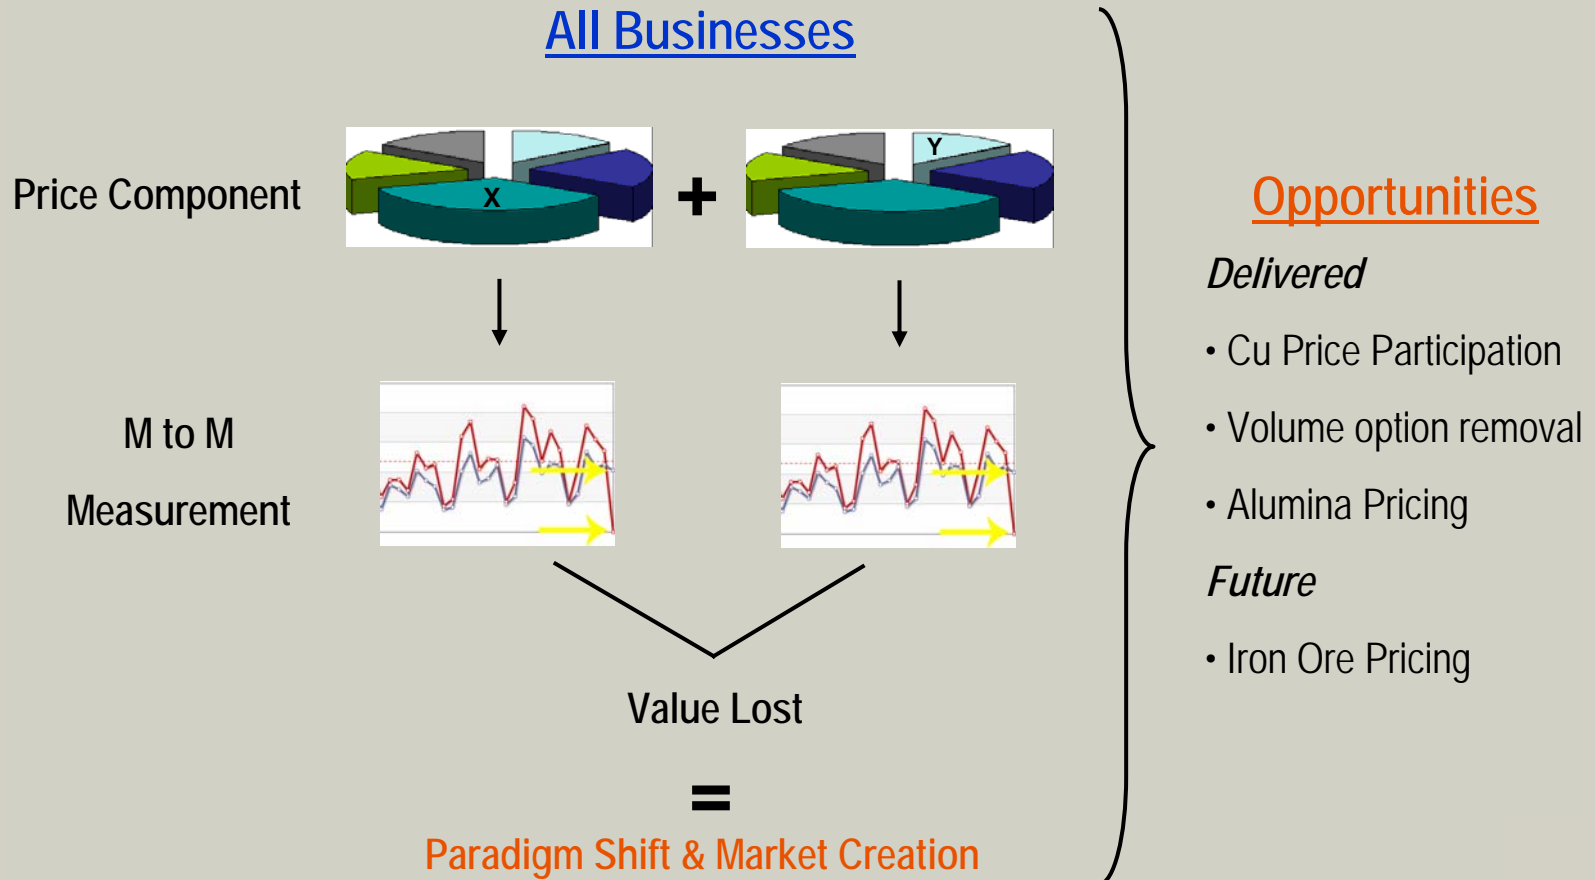 All Businesses
Price Component
X
+
Y
M to M
Measurement
Value Lost
=
Paradigm Shift & Market Creation
Opportunities
Delivered
• Cu Price Participation
• Volume option removal
• Alumina Pricing
Future
• Iron Ore Pricing